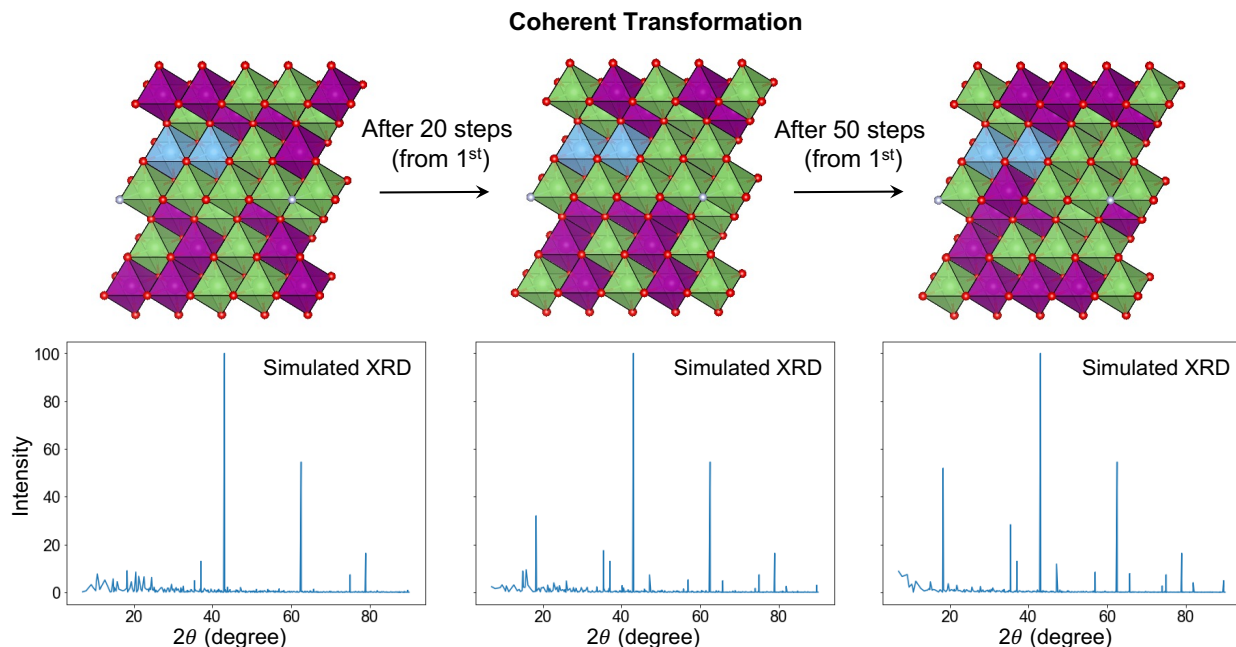 Coherent Transformation
After 20 steps
(from 1st)
After 50 steps
(from 1st)
Simulated XRD
Simulated XRD
Simulated XRD
100
80
60
40
20
0
Intensity
20 40 60 80
20 40 60 80
20 40 60 80
2θ (degree)
2θ (degree)
2θ (degree)